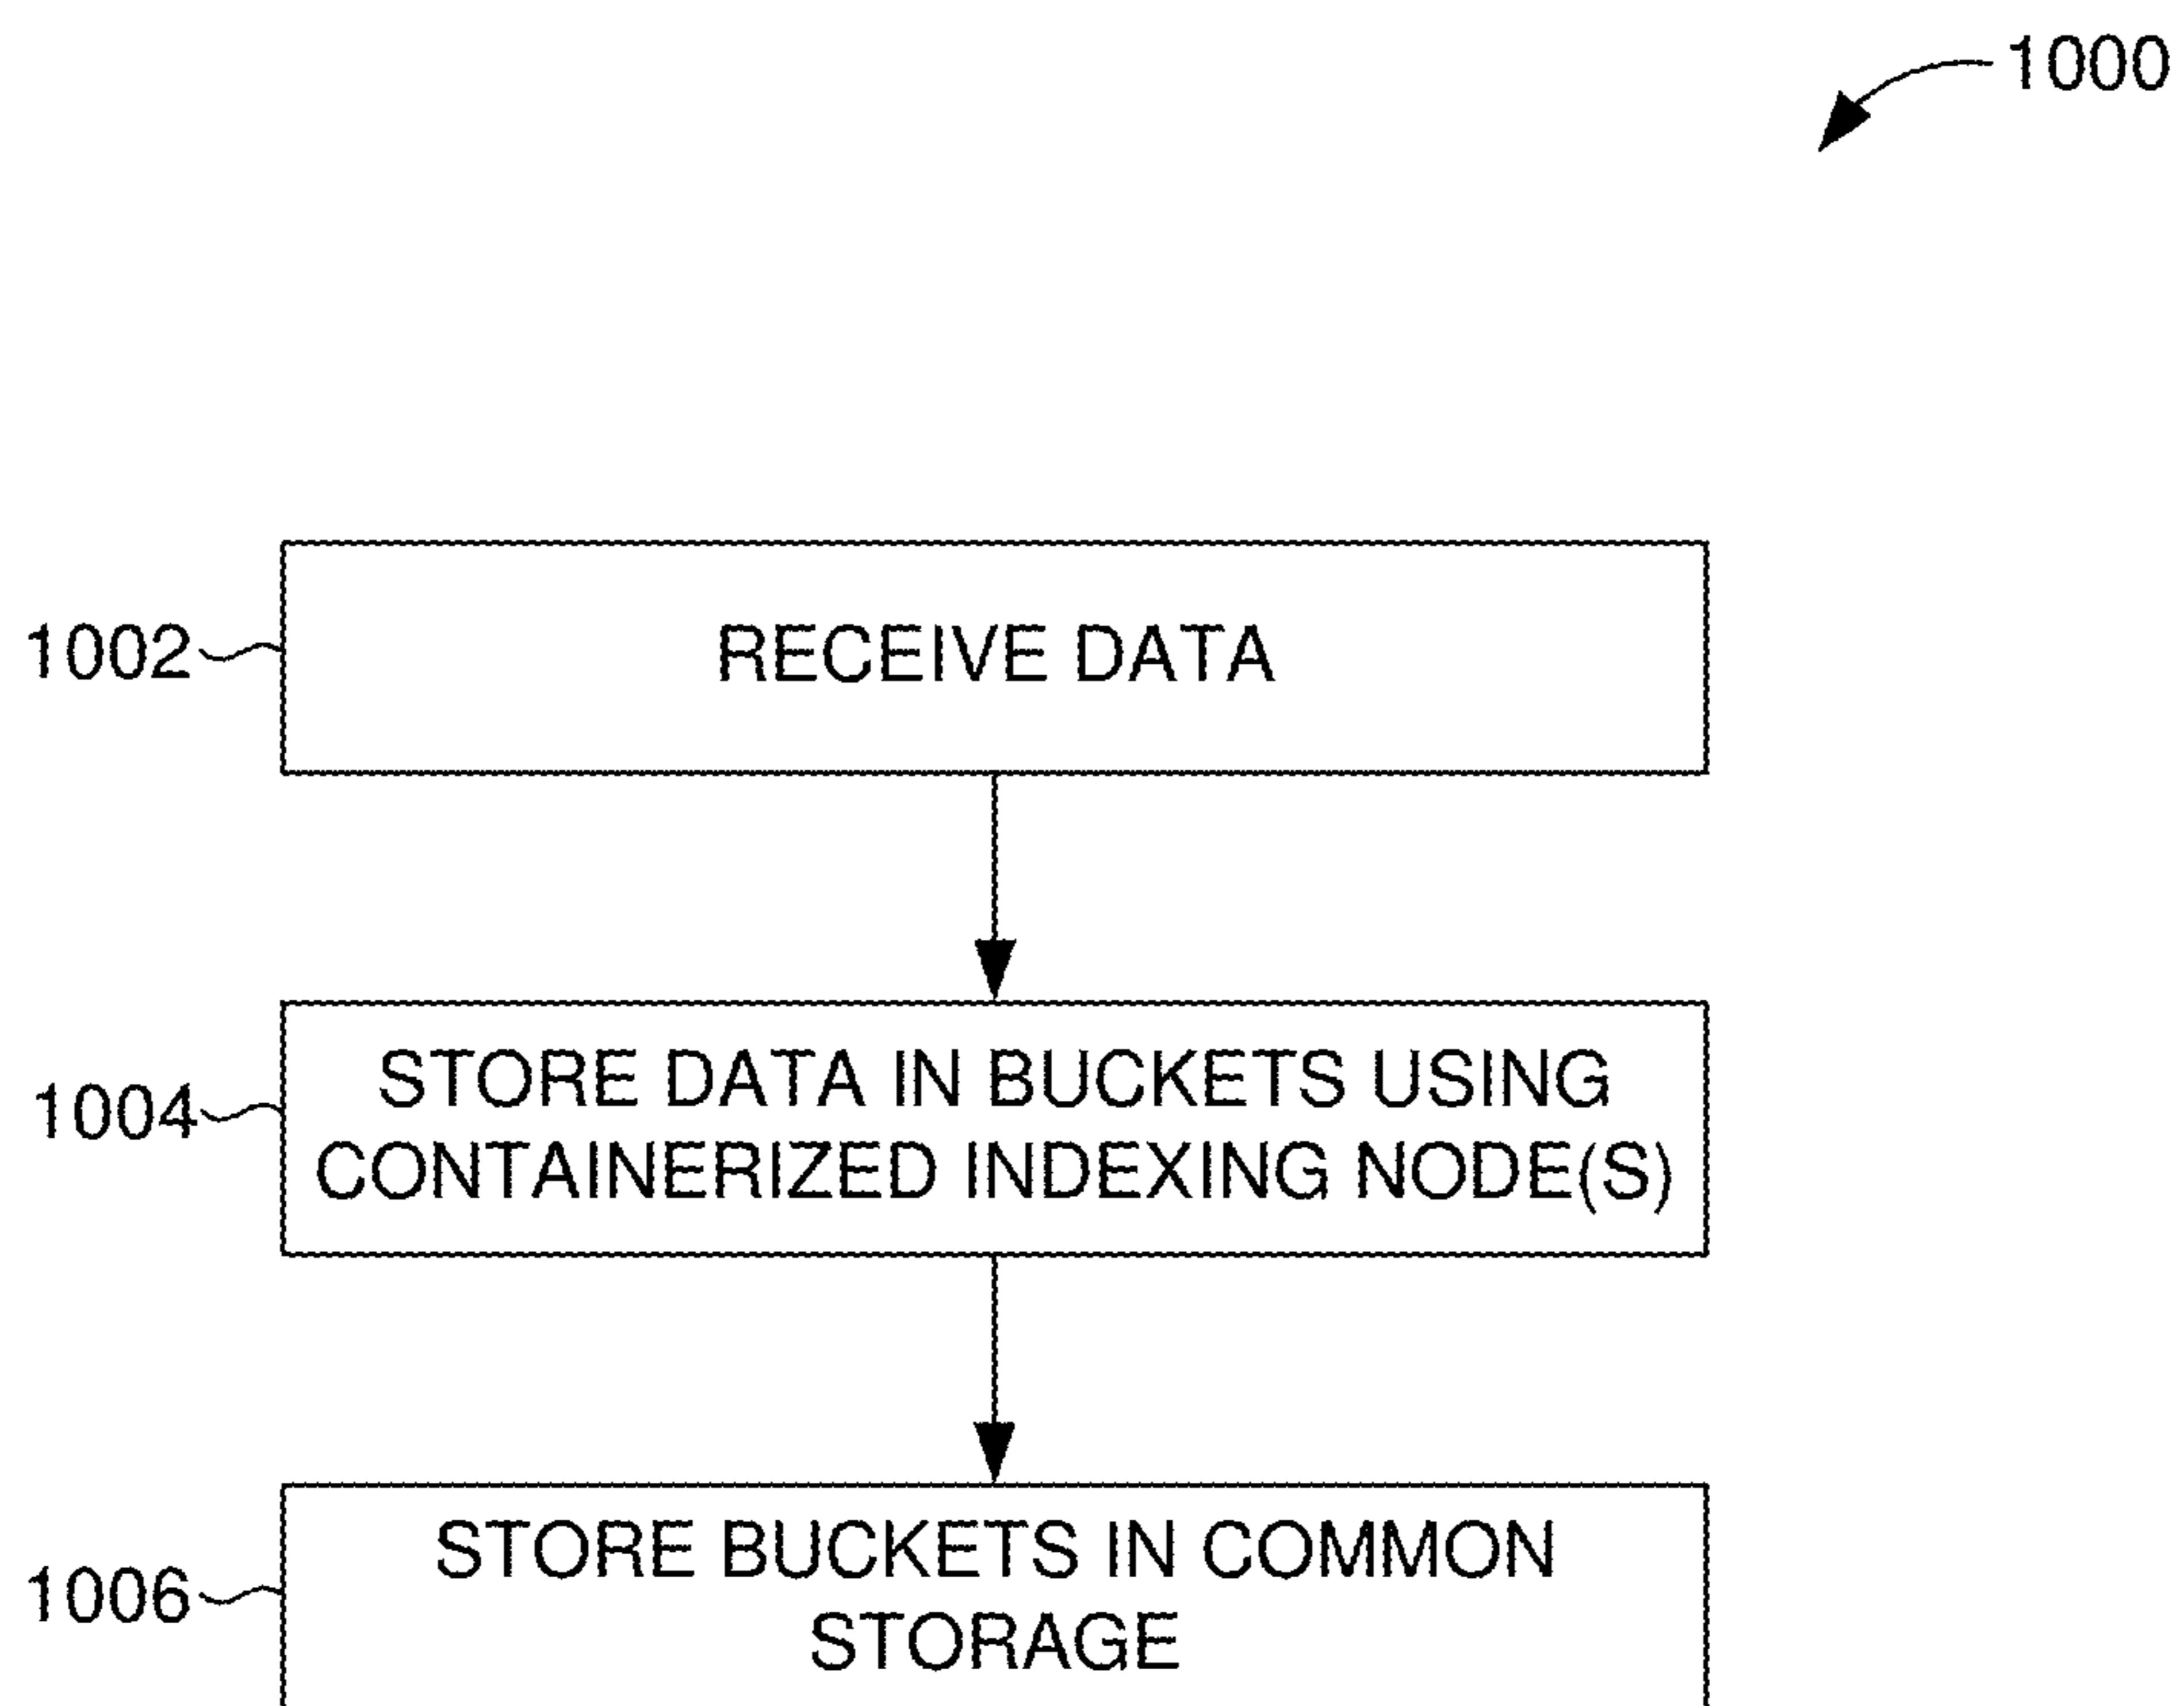 1000
1002
RECEIVE DATA
1004
STORE DATA IN BUCKETS USING
CONTAINERIZED INDEXING NODE(S)
1006
STORE BUCKETS IN COMMON
STORAGE